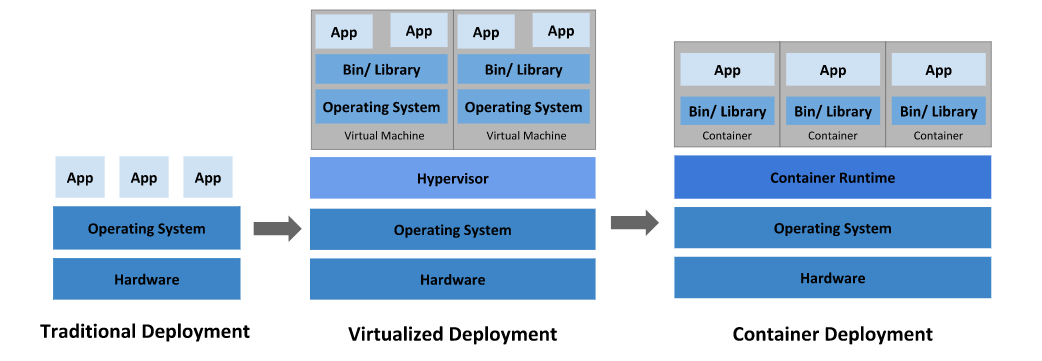 App App App
Operating System
Hardware
Traditional Deployment
App App App App
Bin/ Library Bin/ Library
Operating System Operating System
Virtual Machine Virtual Machine
Hypervisor
Operating System
Hardware
Virtualized Deployment
App App App
Bin/ Library Bin/ Library Bin/ Library
Container Container Container
Container Runtime
Operating System
Hardware
Container Deployment